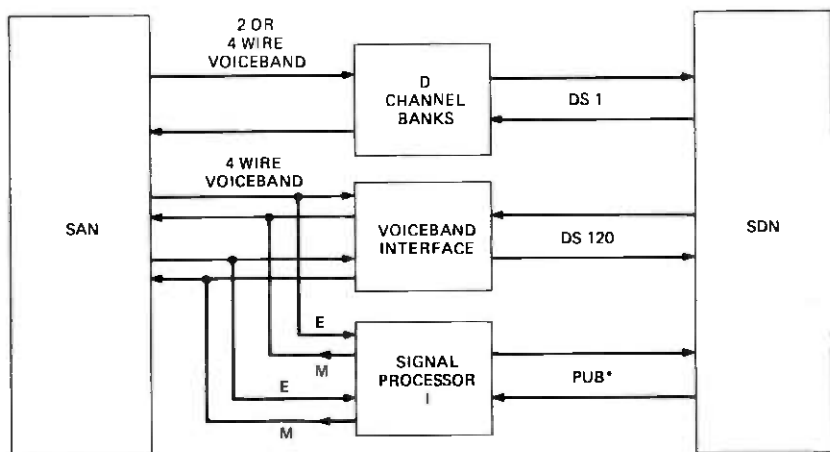 2 OR
4 WIRE
VOICEBAND
D
CHANNEL
BANKS
DS 1
4 WIRE
VOICEBAND
SAN
VOICEBAND
INTERFACE
DS 120
SDN
E
M
SIGNAL
PROCESSOR
I
PUB*
E
M